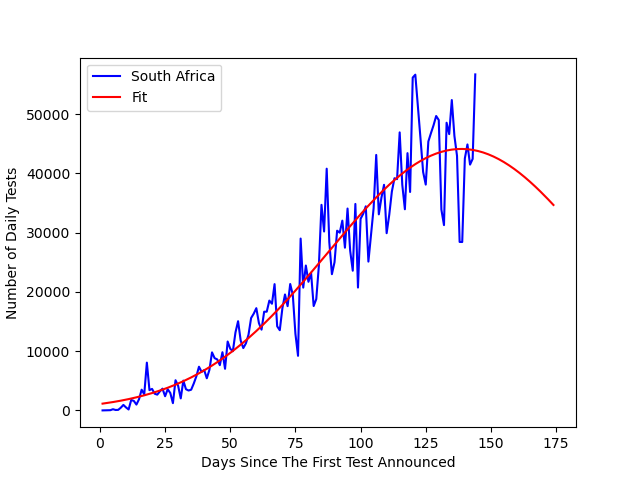 South Africa
Fit
Number of Daily Tests
50000
40000
30000
20000
10000
0
0 25 50 75 100 125 150 175
Days Since The First Test Announced